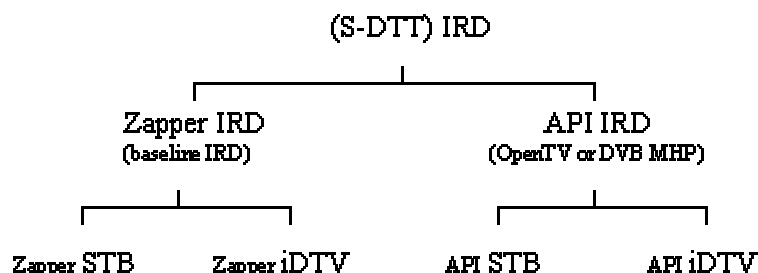 (S-DTT) IRD
Zapper IRD
(baseline IRD)
API IRD
(OpenTV or DVB MHP)
Zapper STB
Zapper iDTV
API STB
API iDTV